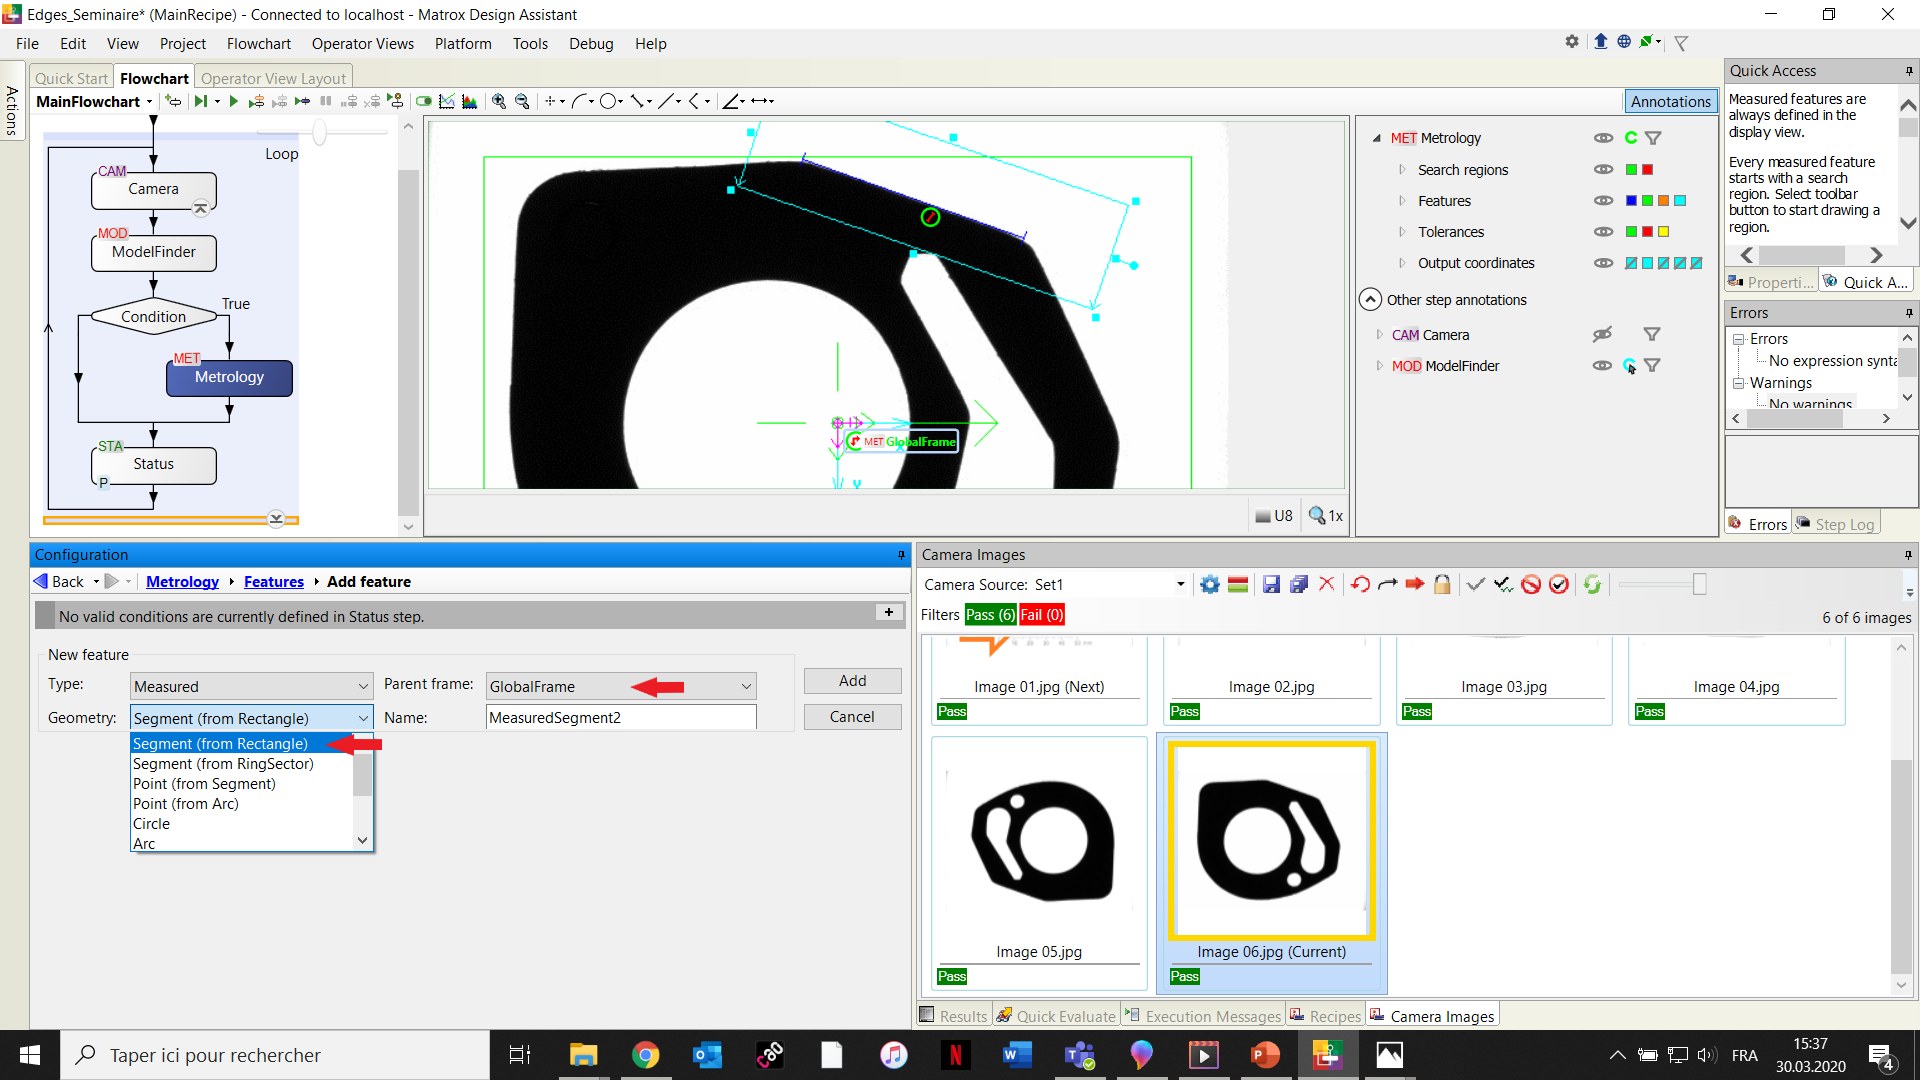 Edges_Seminaire* (MainRecipe) - Connected to localhost - Matrox Design Assistant
File Edit View Project Flowchart Operator Views Platform Tools Debug Help
Actions
Quick Start Flowchart Operator View Layout
MainFlowchart
Annotations
Loop
CAM
Camera
MOD
ModelFinder
True
Condition
MET
Metrology
STA
Status
P
MET GlobalFrame
Y
U8 1x
MET Metrology
Search regions
Features
Tolerances
Output coordinates
Other step annotations
CAM Camera
MOD ModelFinder
Quick Access
Measured features are
always defined in the
display view.
Every measured feature
starts with a search
region. Select toolbar
button to start drawing a
region.
Properti... Quick A...
Errors
Errors
No expression synta
Warnings
No warnings
Errors Step Log
Configuration
Back Metrology Features Add feature
No valid conditions are currently defined in Status step.
New feature
Type: Measured Parent frame: GlobalFrame Add
Geometry: Segment (from Rectangle) Name: MeasuredSegment2 Cancel
Segment (from Rectangle)
Segment (from RingSector)
Point (from Segment)
Point (from Arc)
Circle
Arc
Camera Images
Camera Source: Set1
Filters Pass (6) Fail (0) 6 of 6 images
Image 01.jpg (Next) Image 02.jpg Image 03.jpg Image 04.jpg
Pass Pass Pass Pass
Image 05.jpg Image 06.jpg (Current)
Pass Pass
Results Quick Evaluate Execution Messages Recipes Camera Images
Taper ici pour rechercher
FRA
15:37
30.03.2020
4